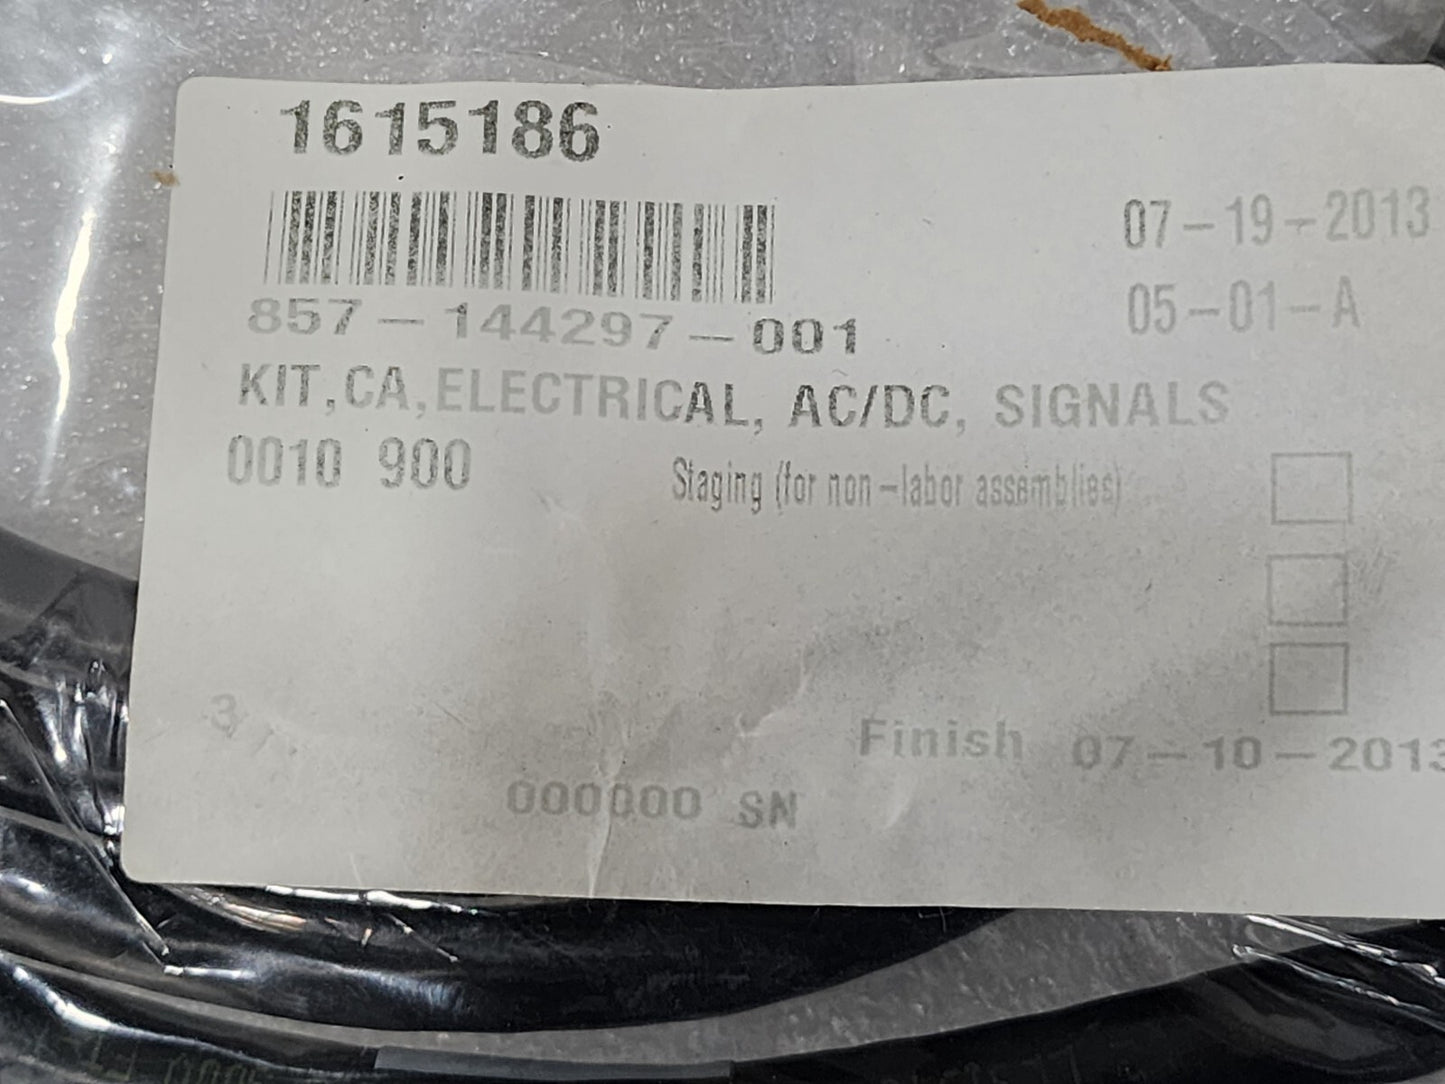 1615186
07-19-2013
857-144297-001
05-01-A
KIT,CA,ELECTRICAL, AC/DC, SIGNALS
0010 900
Staging (for non-labor assemblies)
3
Finish 07-10-2013
000000 SN